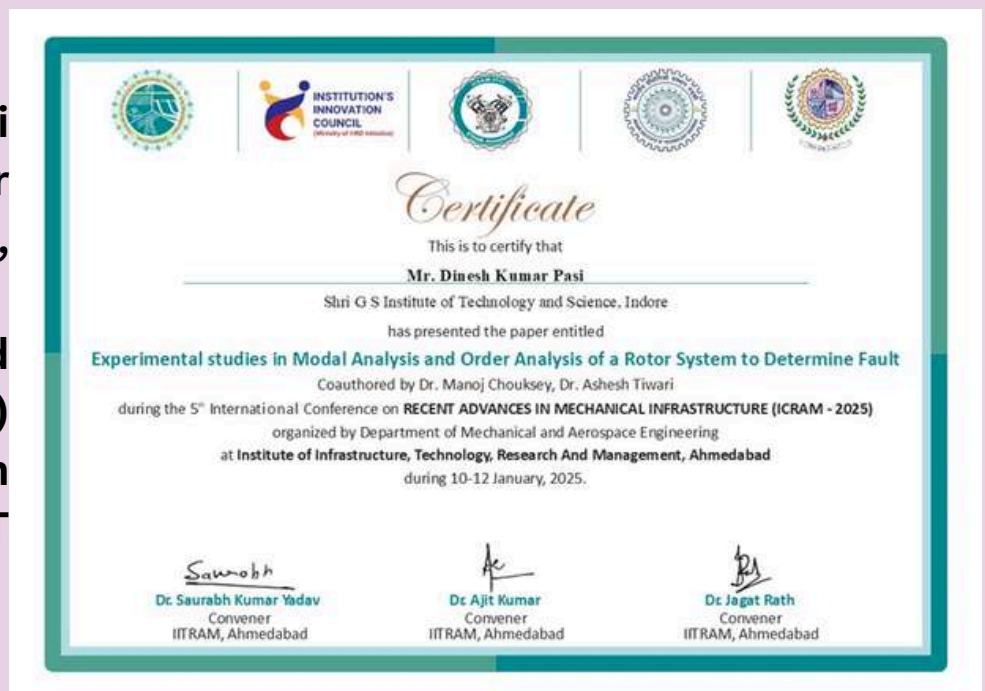 i
r
,
d
)
n
-
INSTITUTION'S
INNOVATION
COUNCIL
(Ministry of HRD Initiative)
Certificate
This is to certify that
Mr. Dinesh Kumar Pasi
Shri G S Institute of Technology and Science, Indore
has presented the paper entitled
Experimental studies in Modal Analysis and Order Analysis of a Rotor System to Determine Fault
Coauthored by Dr. Manoj Chouksey, Dr. Ashesh Tiwari
during the 5th International Conference on RECENT ADVANCES IN MECHANICAL INFRASTRUCTURE (ICRAM - 2025)
organized by Department of Mechanical and Aerospace Engineering
at Institute of Infrastructure, Technology, Research And Management, Ahmedabad
during 10-12 January, 2025.
Saurabh
Dr. Saurabh Kumar Yadav
Convener
IITRAM, Ahmedabad
Dr. Ajit Kumar
Convener
IITRAM, Ahmedabad
Dr. Jagat Rath
Convener
IITRAM, Ahmedabad